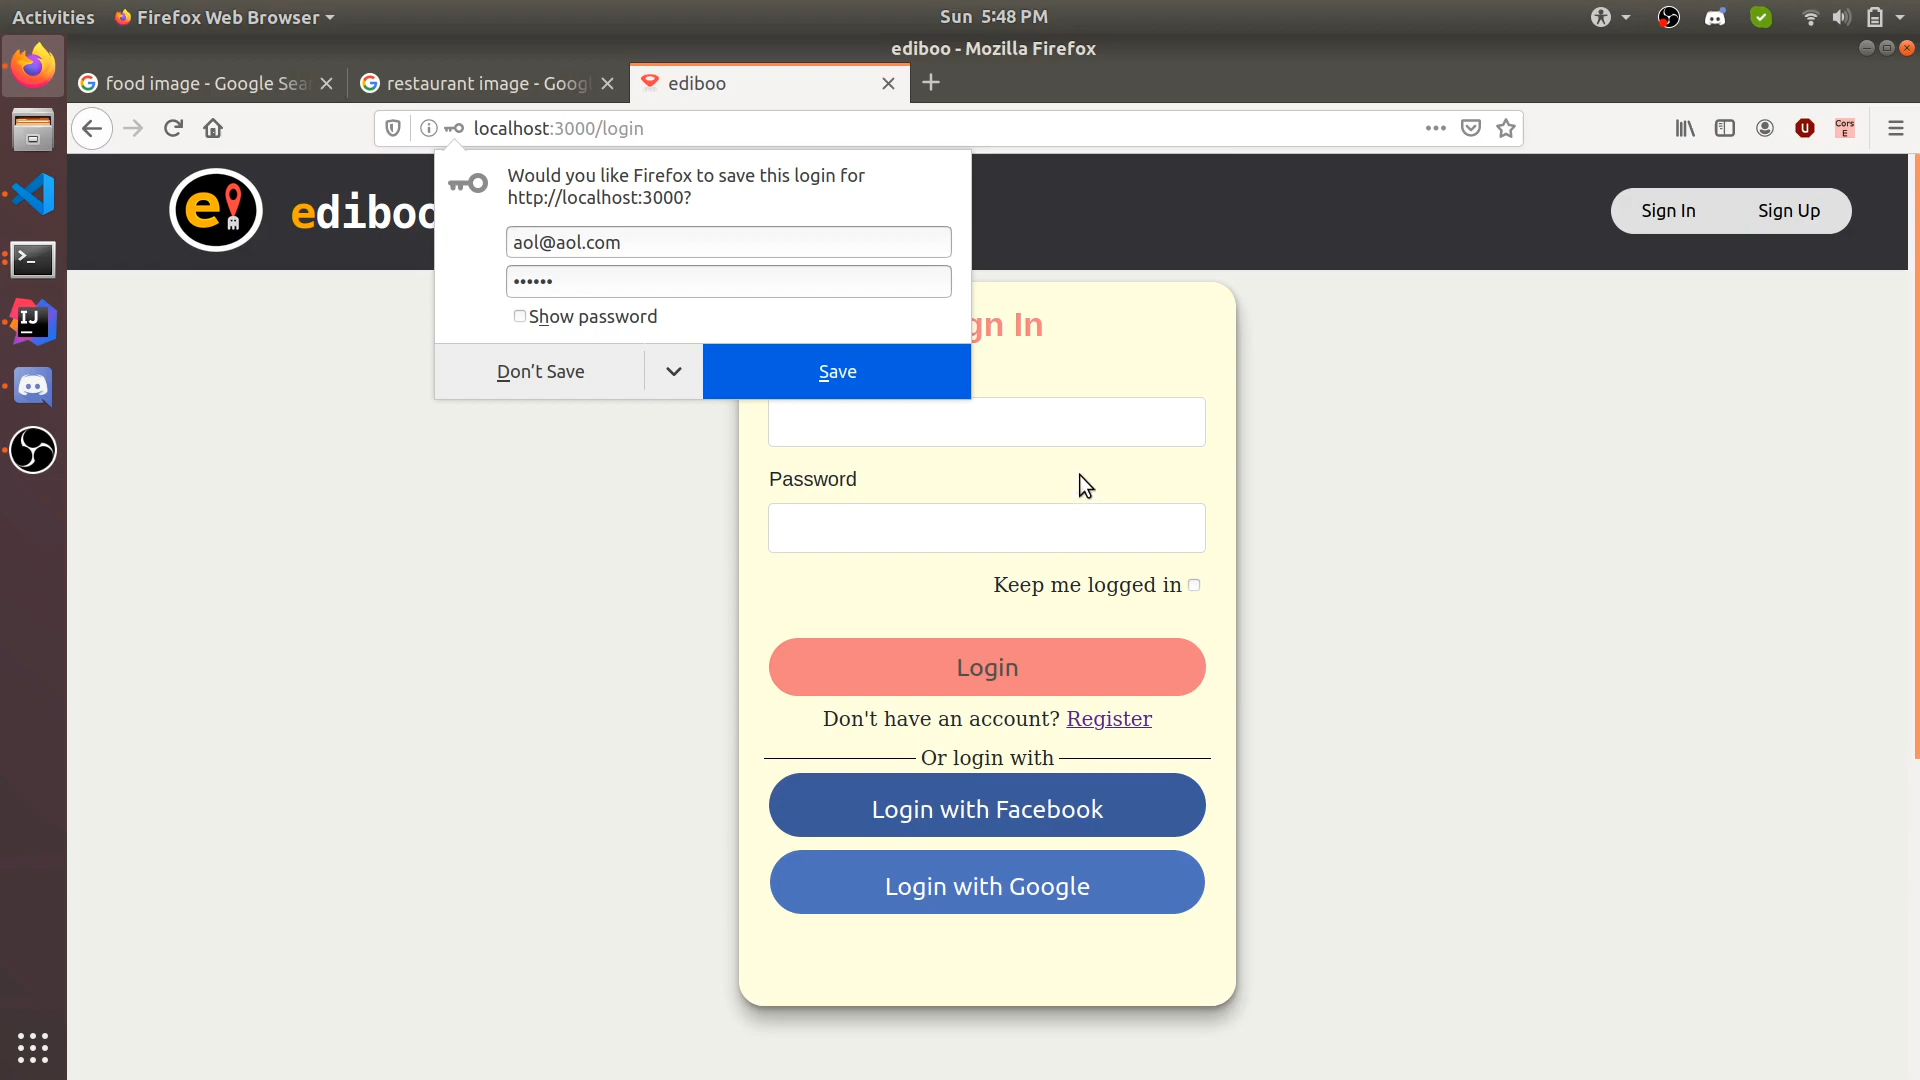 Activities
Firefox Web Browser
Sun 5:48 PM
ediboo - Mozilla Firefox
food image - Google Sea
restaurant image - Googl
ediboo
localhost:3000/login
Cors
E
Would you like Firefox to save this login for
http://localhost:3000?
aol@aol.com
••••••
Show password
Don't Save
Save
e
ediboo
Sign In
Sign Up
gn In
Password
Keep me logged in
Login
Don't have an account? Register
Or login with
Login with Facebook
Login with Google
IJ